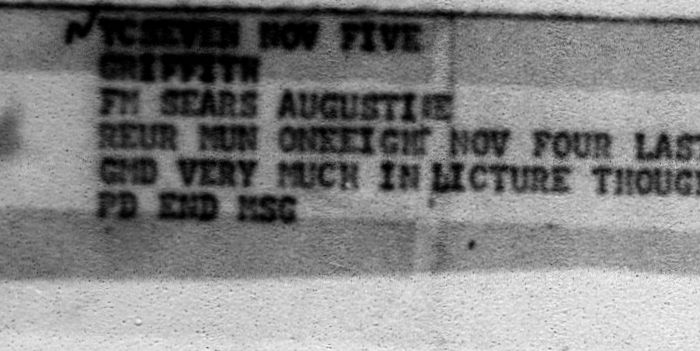 TCSEVEN NOV FIVE
GRIFFITH
FM SEARS AUGUSTINE
REUR MUN ONEEIGHT NOV FOUR LAST
GMD VERY MUCH IN PICTURE THOUGH
PD END MSG